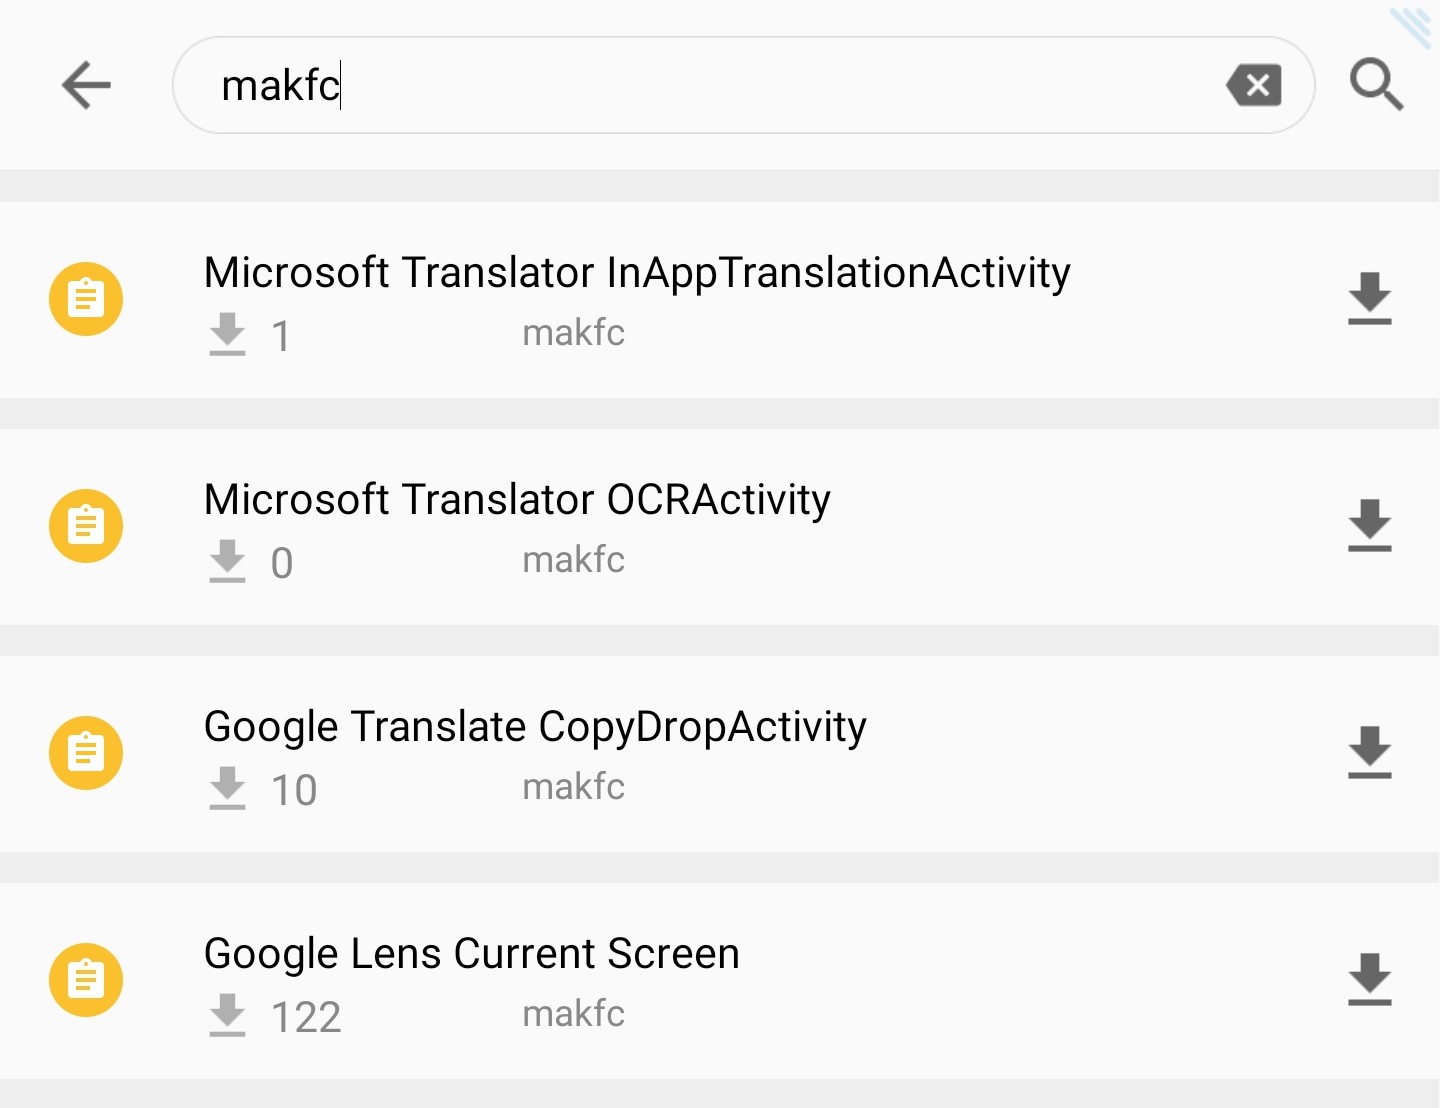 makfc
Microsoft Translator InAppTranslationActivity
1 makfc
Microsoft Translator OCRActivity
0 makfc
Google Translate CopyDropActivity
10 makfc
Google Lens Current Screen
122 makfc